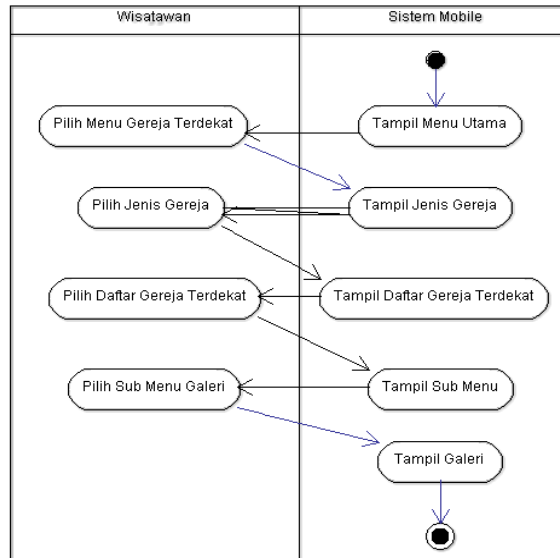 Wisatawan
Sistem Mobile
Pilih Menu Gereja Terdekat
Tampil Menu Utama
Pilih Jenis Gereja
Tampil Jenis Gereja
Pilih Daftar Gereja Terdekat
Tampil Daftar Gereja Terdekat
Pilih Sub Menu Galeri
Tampil Sub Menu
Tampil Galeri